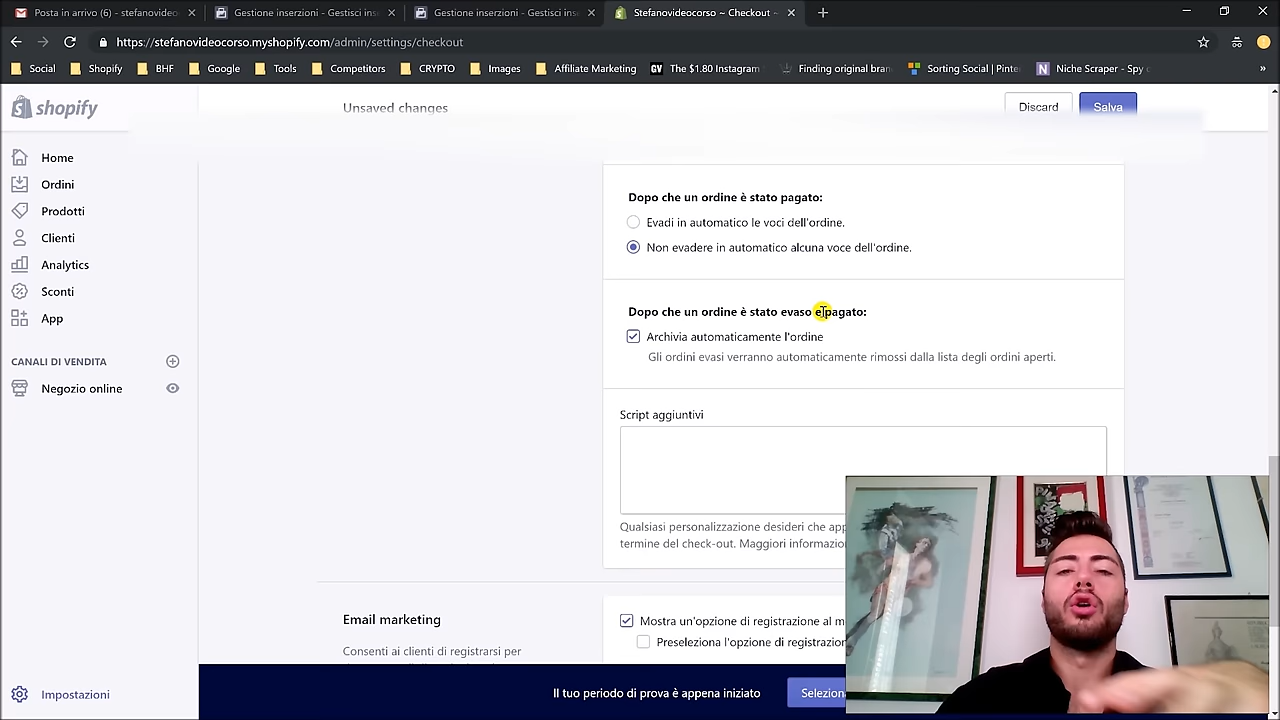 Posta in arrivo (6) - stefanovideo
Gestione inserzioni - Gestisci ins
Gestione inserzioni - Gestisci ins
Stefanovideocorso ~ Checkout ~
https://stefanovideocorso.myshopify.com/admin/settings/checkout
Social
Shopify
BHF
Google
Tools
Competitors
CRYPTO
Images
Affiliate Marketing
GV The $1.80 Instagram
Finding original bran
Sorting Social | Pinte
N Niche Scraper - Spy o
»
shopify
Unsaved changes
Discard
Salva
Home
Ordini
Prodotti
Clienti
Analytics
Sconti
App
CANALI DI VENDITA
Negozio online
Impostazioni
Dopo che un ordine è stato pagato:
Evadi in automatico le voci dell'ordine.
Non evadere in automatico alcuna voce dell'ordine.
Dopo che un ordine è stato evaso e pagato:
Archivia automaticamente l'ordine
Gli ordini evasi verranno automaticamente rimossi dalla lista degli ordini aperti.
Script aggiuntivi
Qualsiasi personalizzazione desideri che app
termine del check-out. Maggiori informazio
Email marketing
Consenti ai clienti di registrarsi per
Mostra un'opzione di registrazione al m
Preseleziona l'opzione di registrazion
Il tuo periodo di prova è appena iniziato
Selezion